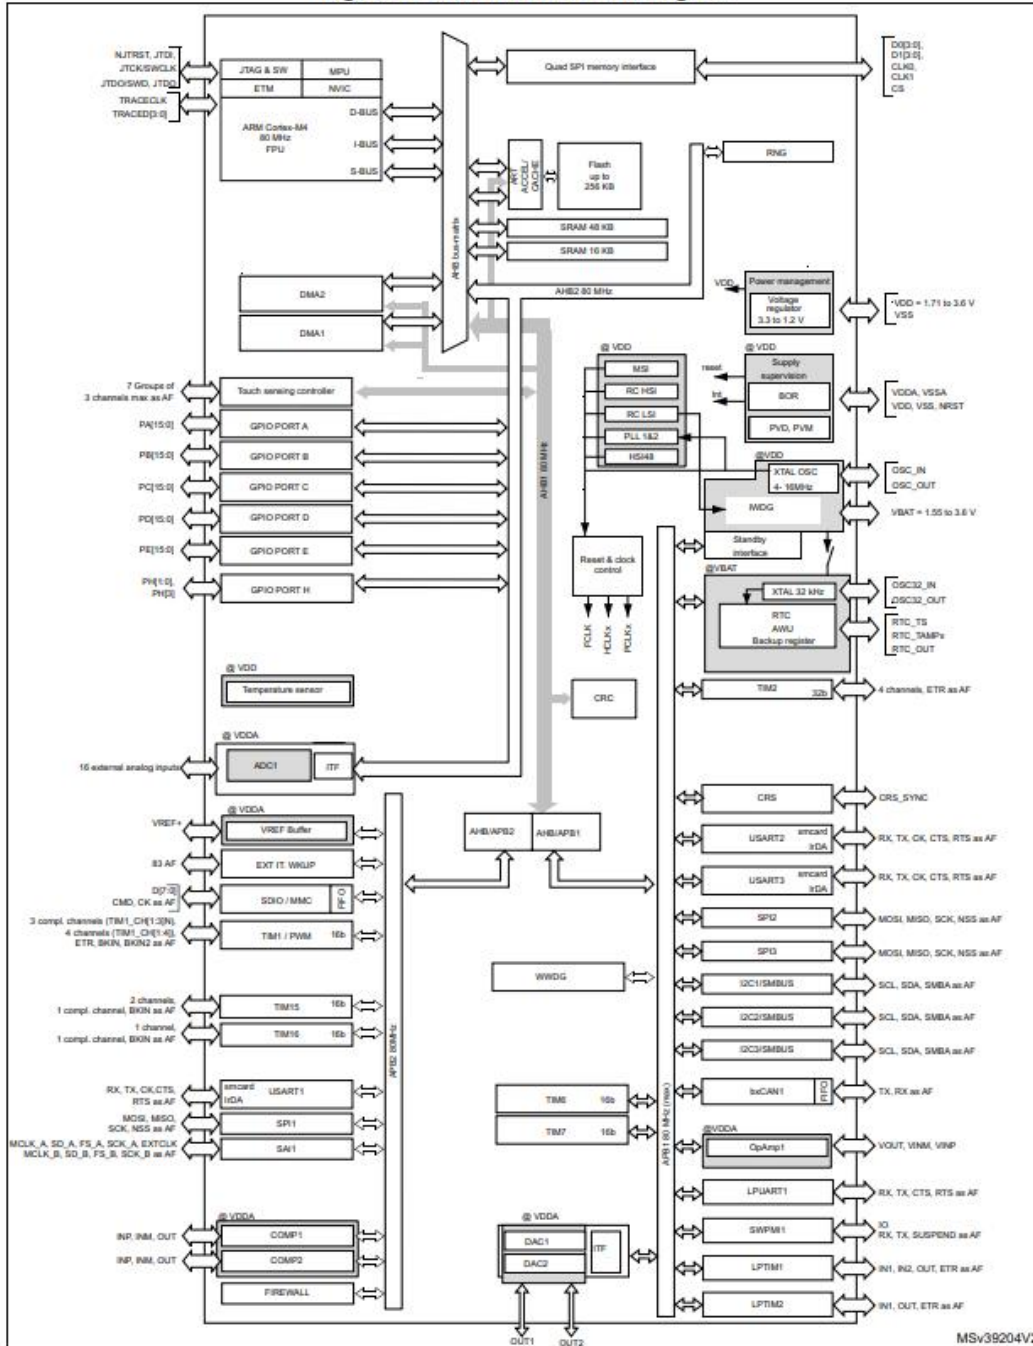 NJTRST, JTDI,
JTCK/SWCLK
JTDO/SWD, JTDO
TRACECLK
TRACED[3:0]
JTAG & SW
MPU
ETM
NVIC
ARM Cortex-M4
80 MHz
FPU
D-BUS
I-BUS
S-BUS
AHB bus-matrix
Quad SPI memory interface
D0[3:0],
D1[3:0],
CLK0,
CLK1
CS
ART
ACCEL/
CACHE
Flash
up to
256 KB
RNG
SRAM 48 KB
SRAM 16 KB
AHB2 80 MHz
DMA2
DMA1
VDD
Power management
Voltage
regulator
3.3 to 1.2 V
VDD = 1.71 to 3.6 V
VSS
@ VDD
MSI
RC HSI
RC LSI
PLL 1&2
HSI48
@ VDD
reset
Int
Supply
supervision
BOR
PVD, PVM
VDDA, VSSA
VDD, VSS, NRST
7 Groups of
3 channels max as AF
Touch sensing controller
PA[15:0]
GPIO PORT A
PB[15:0]
GPIO PORT B
PC[15:0]
GPIO PORT C
PD[15:0]
GPIO PORT D
PE[15:0]
GPIO PORT E
PH[1:0],
PH[3]
GPIO PORT H
AHB1 80 MHz
@VDD
XTAL OSC
4- 16MHz
IWDG
OSC_IN
OSC_OUT
VBAT = 1.55 to 3.6 V
Standby
interface
Reset & clock
control
FCLK
HCLKx
PCLKx
@VBAT
XTAL 32 kHz
RTC
AWU
Backup register
OSC32_IN
OSC32_OUT
RTC_TS
RTC_TAMPx
RTC_OUT
@ VDD
Temperature sensor
CRC
TIM2
32b
4 channels, ETR as AF
@ VDDA
16 external analog inputs
ADC1
ITF
VREF+
@ VDDA
VREF Buffer
83 AF
EXT IT. WKUP
D[7:0]
CMD, CK as AF
SDIO / MMC
FIFO
3 compl. channels (TIM1_CH[1:3]N),
4 channels (TIM1_CH[1:4]),
ETR, BKIN, BKIN2 as AF
TIM1 / PWM
16b
2 channels,
1 compl. channel, BKIN as AF
TIM15
16b
1 channel,
1 compl. channel, BKIN as AF
TIM16
16b
RX, TX, CK,CTS,
RTS as AF
smcard
IrDA
USART1
MOSI, MISO,
SCK, NSS as AF
SPI1
MCLK_A, SD_A, FS_A, SCK_A, EXTCLK
MCLK_B, SD_B, FS_B, SCK_B as AF
SAI1
@ VDDA
INP, INM, OUT
COMP1
INP, INM, OUT
COMP2
FIREWALL
APB2 80MHz
AHB/APB2
AHB/APB1
WWDG
TIM6
16b
TIM7
16b
@ VDDA
DAC1
DAC2
ITF
OUT1
OUT2
APB1 80 MHz (max)
CRS
CRS_SYNC
USART2
smcard
IrDA
RX, TX, CK, CTS, RTS as AF
USART3
smcard
IrDA
RX, TX, CK, CTS, RTS as AF
SPI2
MOSI, MISO, SCK, NSS as AF
SPI3
MOSI, MISO, SCK, NSS as AF
I2C1/SMBUS
SCL, SDA, SMBA as AF
I2C2/SMBUS
SCL, SDA, SMBA as AF
I2C3/SMBUS
SCL, SDA, SMBA as AF
bxCAN1
FIFO
TX, RX as AF
@VDDA
OpAmp1
VOUT, VINM, VINP
LPUART1
RX, TX, CTS, RTS as AF
SWPMI1
IO
RX, TX, SUSPEND as AF
LPTIM1
IN1, IN2, OUT, ETR as AF
LPTIM2
IN1, OUT, ETR as AF
MSv39204V2